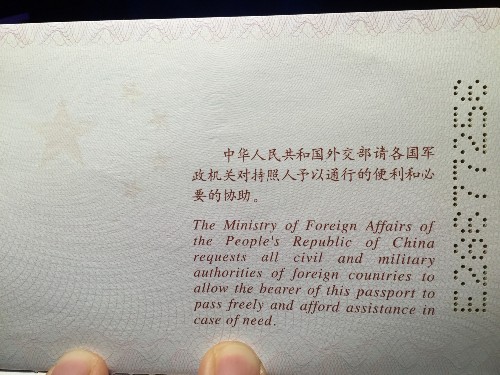 中华人民共和国外交部请各国军
政机关对持照人予以通行的便利和必
要的协助。
The Ministry of Foreign Affairs of
the People's Republic of China
requests all civil and military
authorities of foreign countries to
allow the bearer of this passport to
pass freely and afford assistance in
case of need.